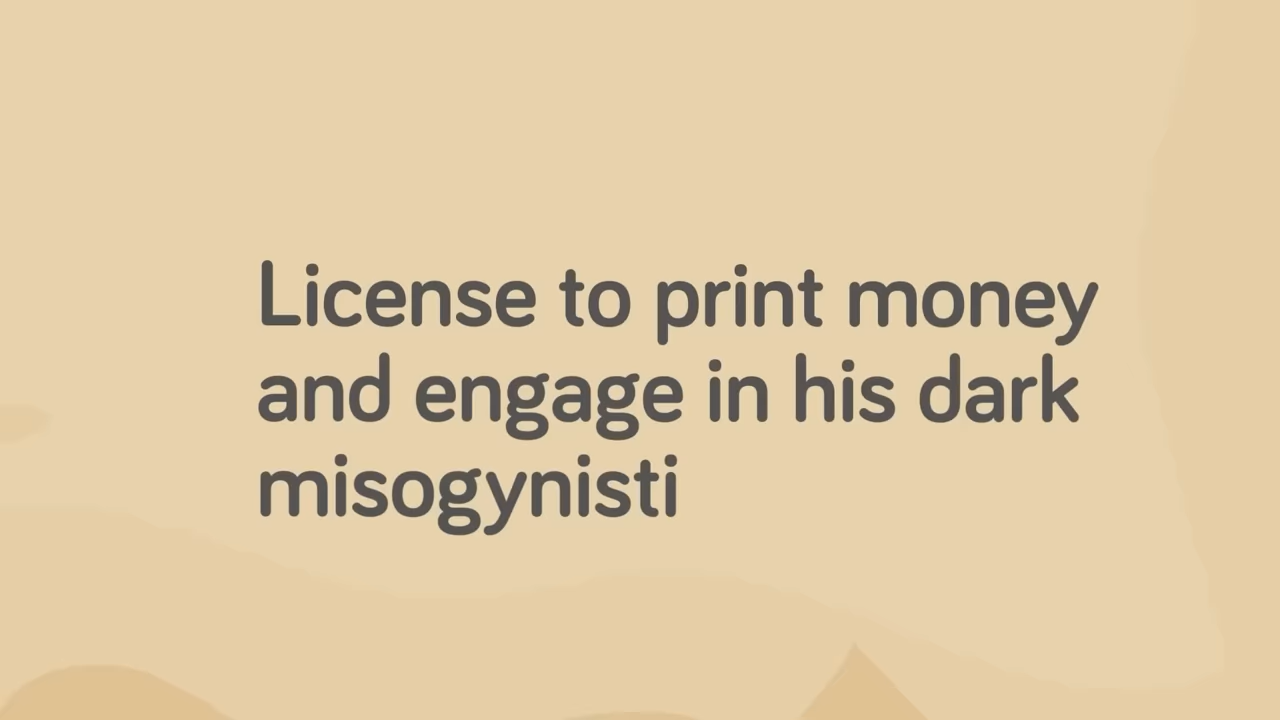 License to print money
and engage in his dark
misogynisti